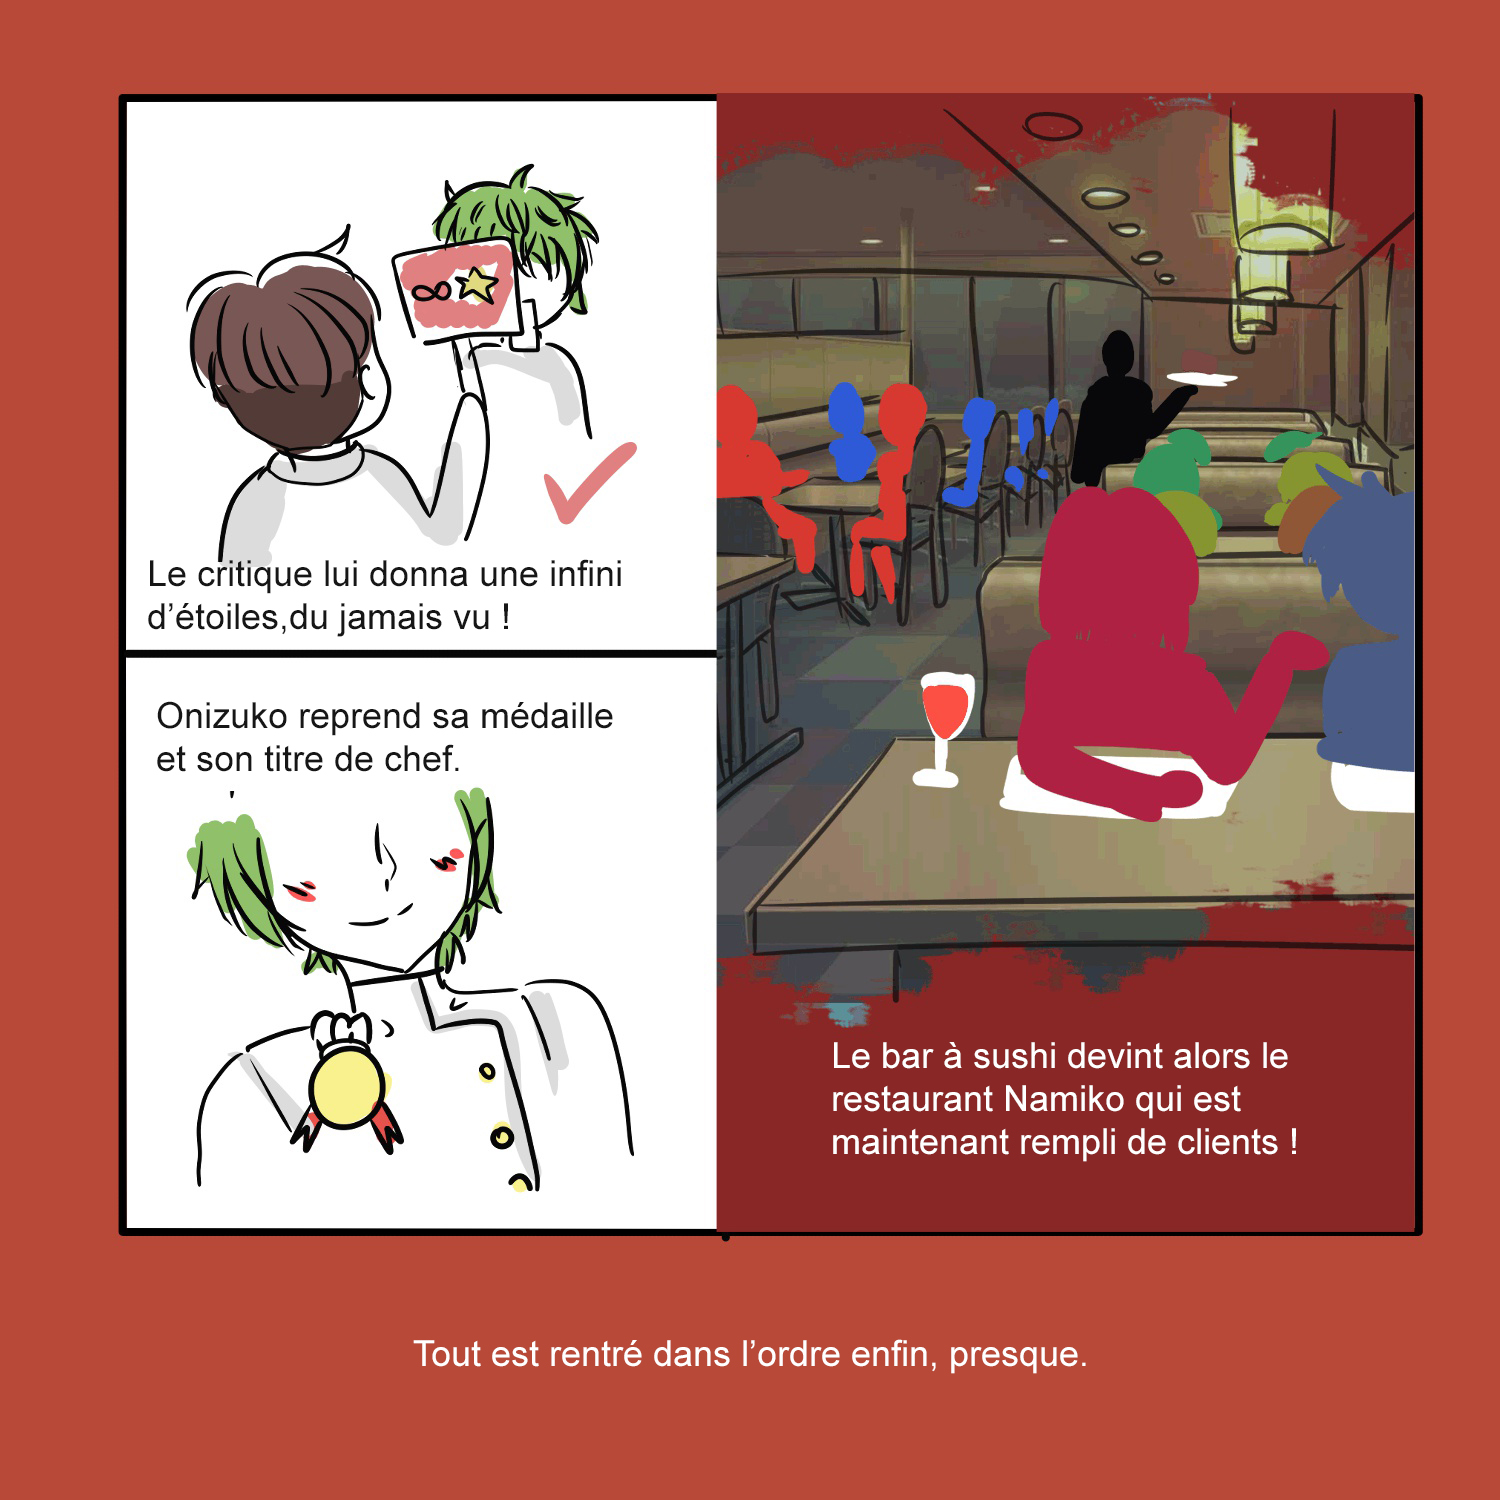 Le critique lui donna une infini
d’étoiles,du jamais vu !
Onizuko reprend sa médaille
et son titre de chef.
Le bar à sushi devint alors le
restaurant Namiko qui est
maintenant rempli de clients !
Tout est rentré dans l’ordre enfin, presque.